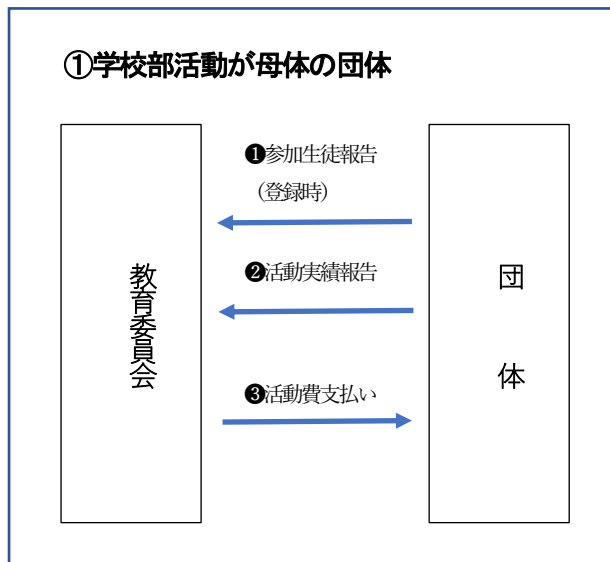 ①学校部活動が母体の団体
❶参加生徒報告
（登録時）
❷活動実績報告
❸活動費支払い
教育委員会
団体